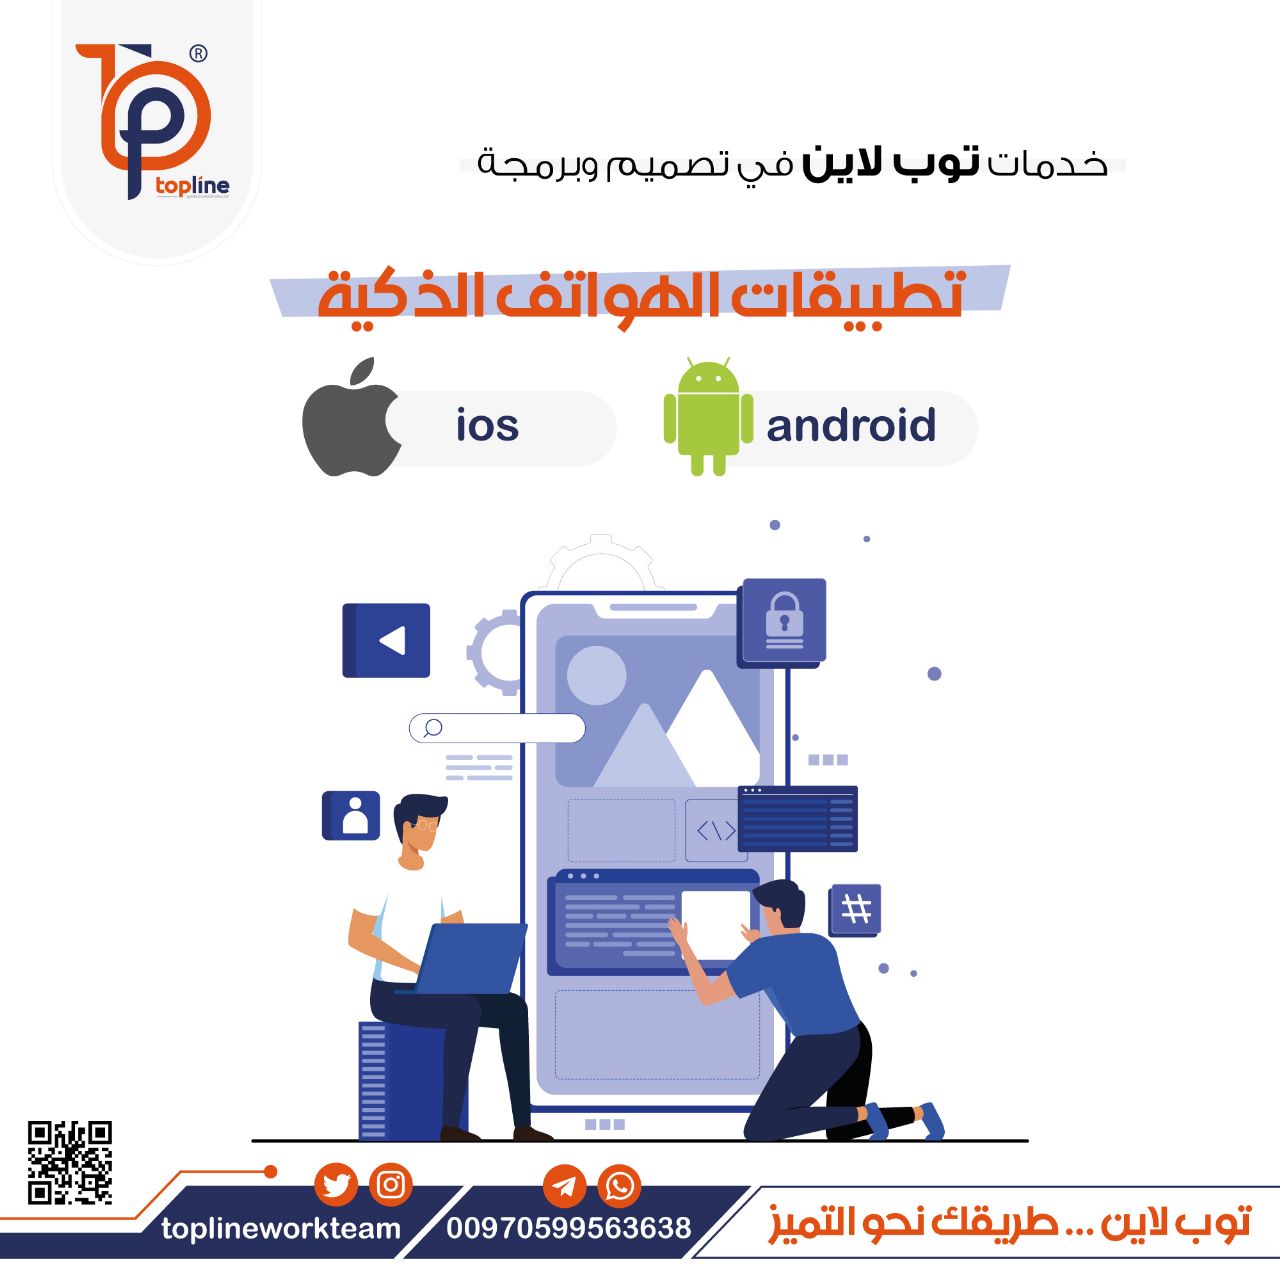 ®
topline
خدمات توب لاين في تصميم وبرمجة
تطبيقات الهواتف الذكية
ios
android
<\>
#
toplineworkteam
00970599563638
توب لاين ... طريقك نحو التميز